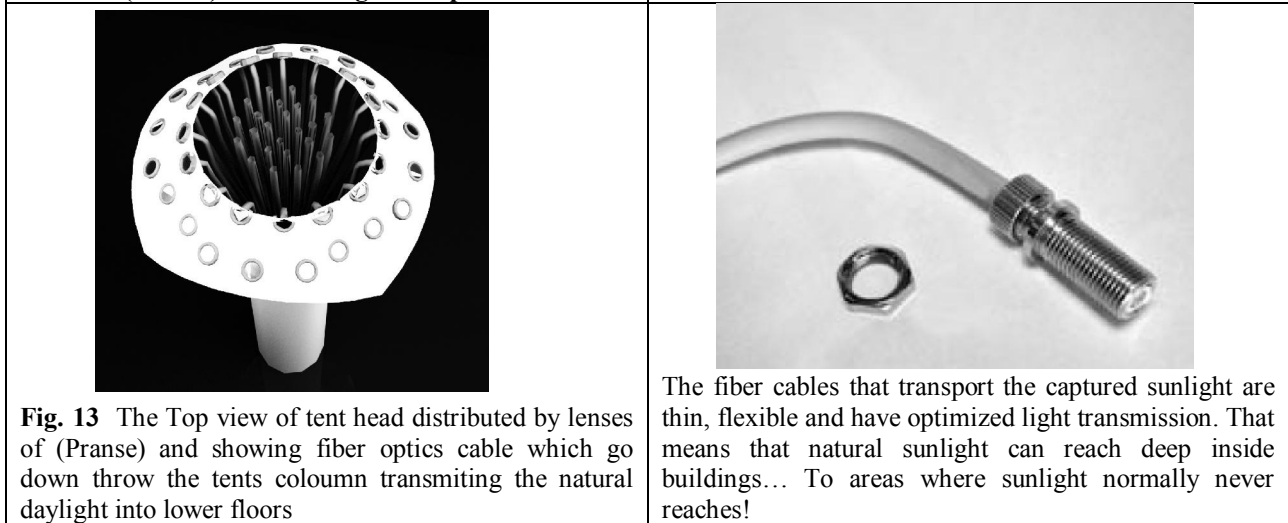 Fig. 13 The Top view of tent head distributed by lenses
of (Pranse) and showing fiber optics cable which go
down throw the tents coloumn transmiting the natural
daylight into lower floors
The fiber cables that transport the captured sunlight are
thin, flexible and have optimized light transmission. That
means that natural sunlight can reach deep inside
buildings… To areas where sunlight normally never
reaches!